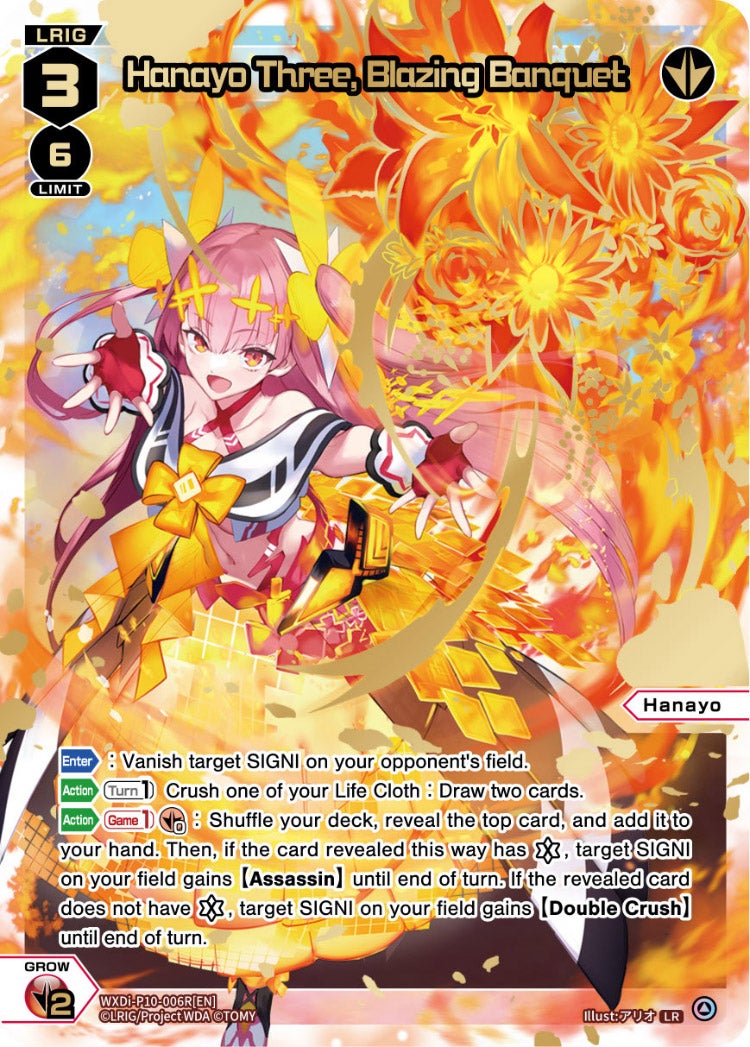 LRIG
3
Hanayo Three, Blazing Banquet
6
LIMIT
Hanayo
Enter : Vanish target SIGNI on your opponent's field.
Action Turn 1 Crush one of your Life Cloth : Draw two cards.
Action Game 1 0 : Shuffle your deck, reveal the top card, and add it to
your hand. Then, if the card revealed this way has , target SIGNI
on your field gains 【Assassin】 until end of turn. If the revealed card
does not have , target SIGNI on your field gains 【Double Crush】
until end of turn.
GROW
2
WXDi-P10-006R[EN]
©LRIG/Project WDA ©TOMY
Illust:アリオ LR